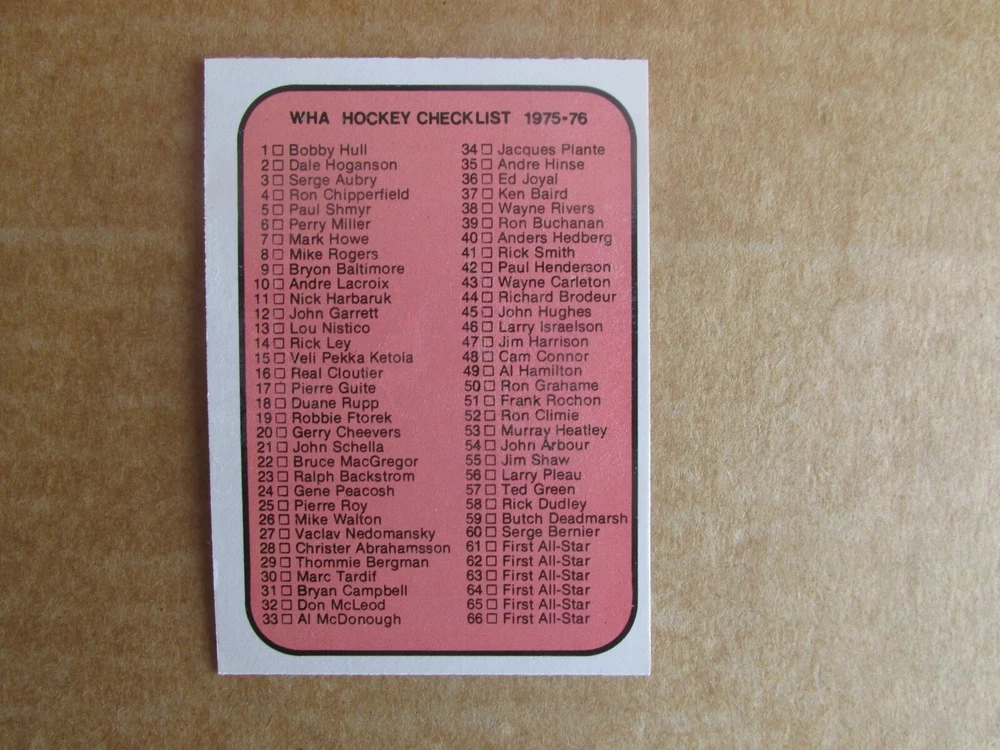 WHA HOCKEY CHECKLIST 1975-76
1 Bobby Hull
2 Dale Hoganson
3 Serge Aubry
4 Ron Chipperfield
5 Paul Shmyr
6 Perry Miller
7 Mark Howe
8 Mike Rogers
9 Bryon Baltimore
10 Andre Lacroix
11 Nick Harbaruk
12 John Garrett
13 Lou Nistico
14 Rick Ley
15 Veli Pekka Ketola
16 Real Cloutier
17 Pierre Guite
18 Duane Rupp
19 Robbie Ftorek
20 Gerry Cheevers
21 John Schella
22 Bruce MacGregor
23 Ralph Backstrom
24 Gene Peacosh
25 Pierre Roy
26 Mike Walton
27 Vaclav Nedomansky
28 Christer Abrahamsson
29 Thommie Bergman
30 Marc Tardif
31 Bryan Campbell
32 Don McLeod
33 Al McDonough
34 Jacques Plante
35 Andre Hinse
36 Ed Joyal
37 Ken Baird
38 Wayne Rivers
39 Ron Buchanan
40 Anders Hedberg
41 Rick Smith
42 Paul Henderson
43 Wayne Carleton
44 Richard Brodeur
45 John Hughes
46 Larry Israelson
47 Jim Harrison
48 Cam Connor
49 Al Hamilton
50 Ron Grahame
51 Frank Rochon
52 Ron Climie
53 Murray Heatley
54 John Arbour
55 Jim Shaw
56 Larry Pleau
57 Ted Green
58 Rick Dudley
59 Butch Deadmarsh
60 Serge Bernier
61 First All-Star
62 First All-Star
63 First All-Star
64 First All-Star
65 First All-Star
66 First All-Star